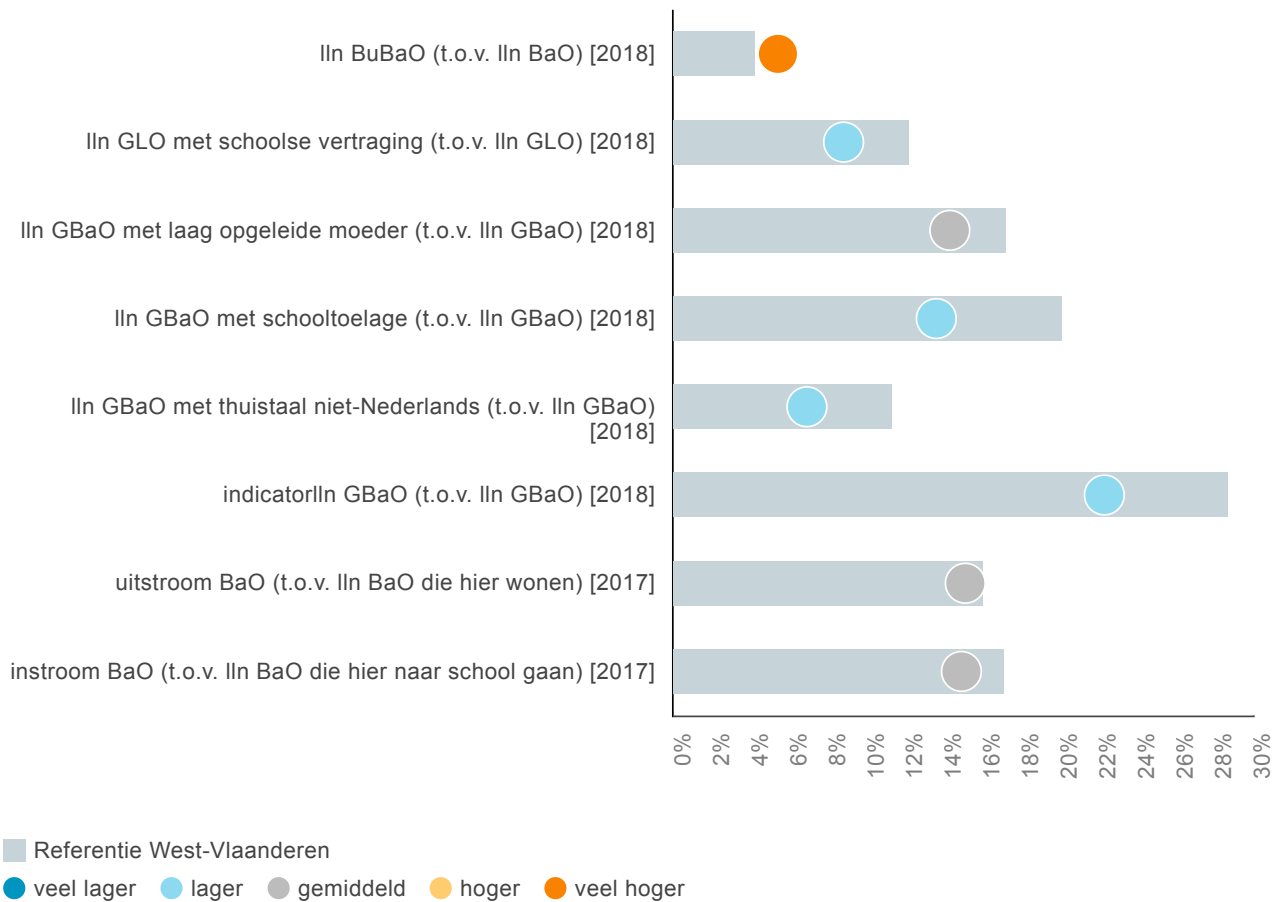 lln BuBaO (t.o.v. lln BaO) [2018]
lln GLO met schoolse vertraging (t.o.v. lln GLO) [2018]
lln GBaO met laag opgeleide moeder (t.o.v. lln GBaO) [2018]
lln GBaO met schooltoelage (t.o.v. lln GBaO) [2018]
lln GBaO met thuistaal niet-Nederlands (t.o.v. lln GBaO)
[2018]
indicatorlln GBaO (t.o.v. lln GBaO) [2018]
uitstroom BaO (t.o.v. lln BaO die hier wonen) [2017]
instroom BaO (t.o.v. lln BaO die hier naar school gaan) [2017]
0% 2% 4% 6% 8% 10% 12% 14% 16% 18% 20% 22% 24% 26% 28% 30%
Referentie West-Vlaanderen
veel lager lager gemiddeld hoger veel hoger